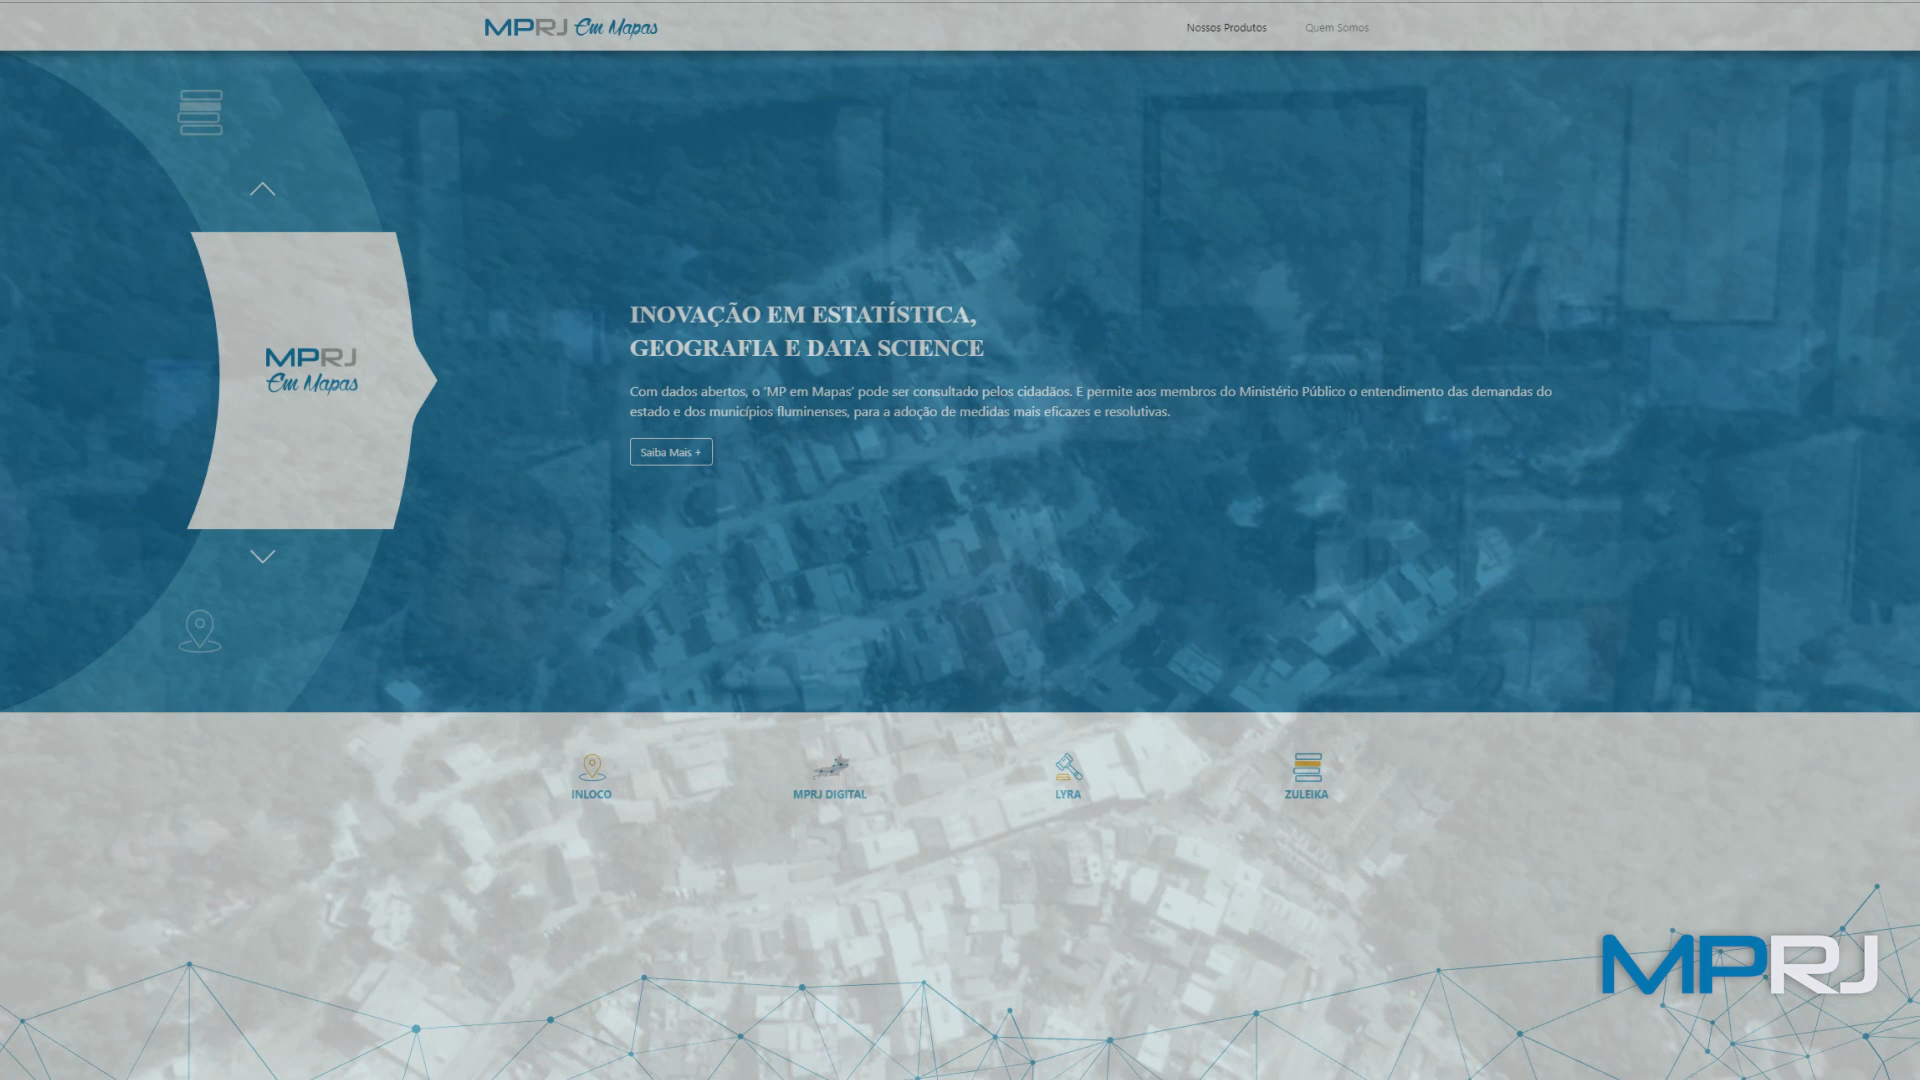 MPRJ Em Mapas
Nossos Produtos
Quem Somos
MPRJ
Em Mapas
INOVAÇÃO EM ESTATÍSTICA,
GEOGRAFIA E DATA SCIENCE
Com dados abertos, o 'MP em Mapas' pode ser consultado pelos cidadãos. E permite aos membros do Ministério Público o entendimento das demandas do
estado e dos municípios fluminenses, para a adoção de medidas mais eficazes e resolutivas.
Saiba Mais +
INLOCO
MPRJ DIGITAL
LYRA
ZULEIKA
MPRJ